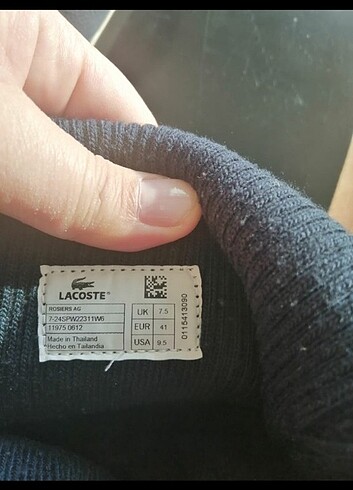 LACOSTE
ROBIERS AG
7-24SPW22311W6
11975 0612
Made in Thailand
Hecho en Tailandia
UK 7.5
EUR 41
USA 9.5
0115413090